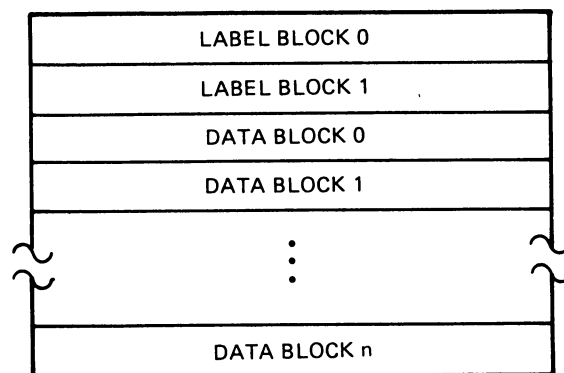 LABEL BLOCK 0
LABEL BLOCK 1
DATA BLOCK 0
DATA BLOCK 1
DATA BLOCK n